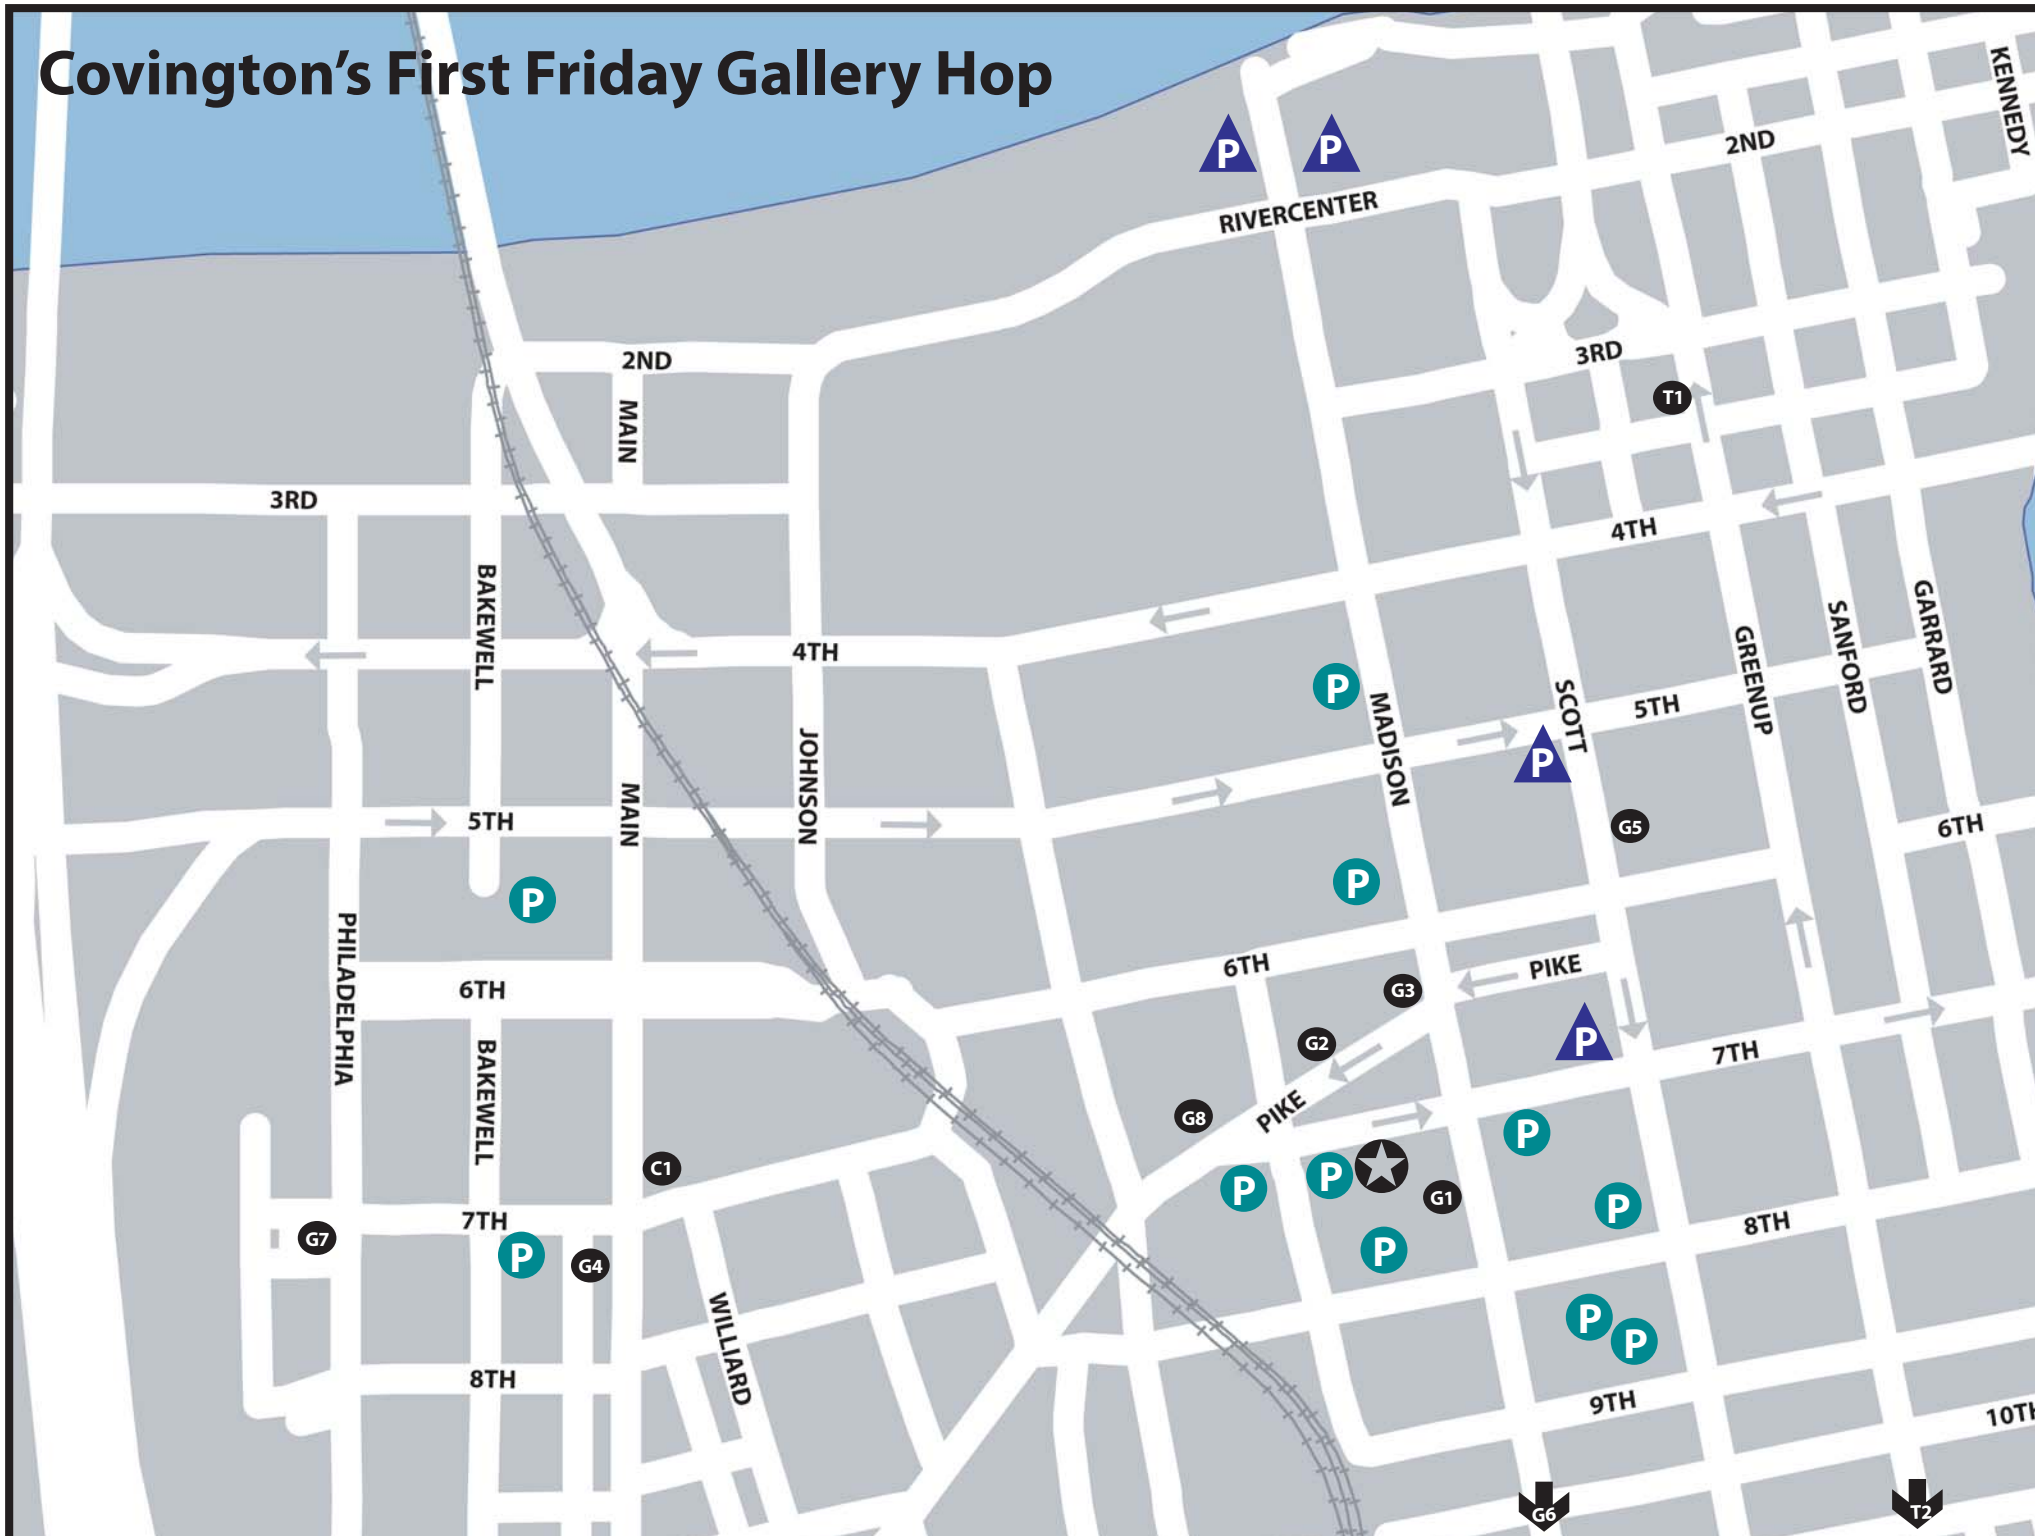 Covington's First Friday Gallery Hop
KENNEDY
2ND
P
P
RIVERCENTER
2ND
3RD
MAIN
T1
3RD
4TH
BAKEWELL
GARRARD
SANFORD
GREENUP
4TH
P
SCOTT
MADISON
5TH
JOHNSON
P
MAIN
5TH
G5
6TH
P
P
PHILADELPHIA
6TH
PIKE
6TH
G3
P
G2
7TH
BAKEWELL
PIKE
G8
P
C1
P
P
G1
P
7TH
8TH
G7
P
G4
P
WILLIARD
P
P
8TH
9TH
10TH
G6
T2